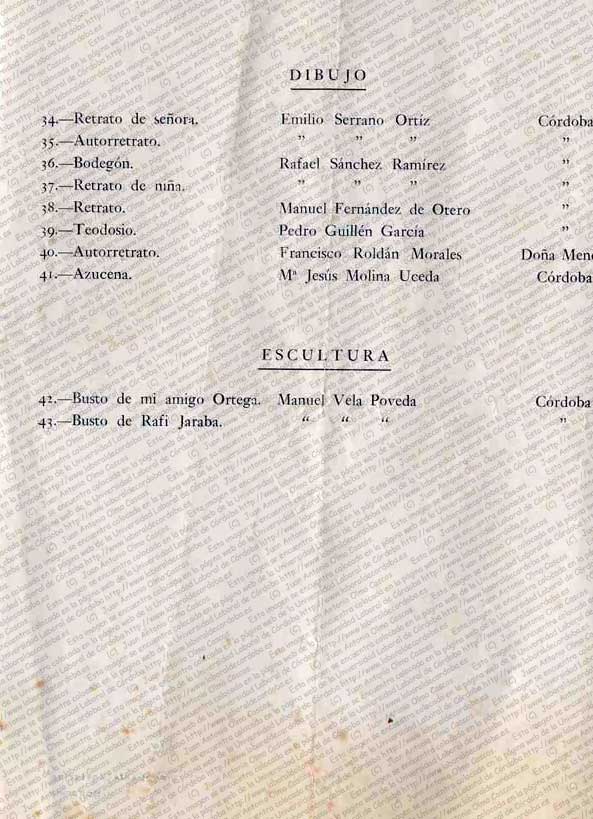 DIBUJO
34.—Retrato de señora. Emilio Serrano Ortíz Córdoba
35.—Autorretrato. ” ” ” ”
36.—Bodegón. Rafael Sánchez Ramírez ”
37.—Retrato de niña. ” ” ” ”
38.—Retrato. Manuel Fernández de Otero ”
39.—Teodosio. Pedro Guillén García ”
40.—Autorretrato. Francisco Roldán Morales Doña
41.—Azucena. Mª Jesús Molina Uceda Córdoba
ESCULTURA
42.—Busto de mi amigo Ortega. Manuel Vela Poveda Córdoba
43.—Busto de Rafi Jaraba. “ “ “ ”